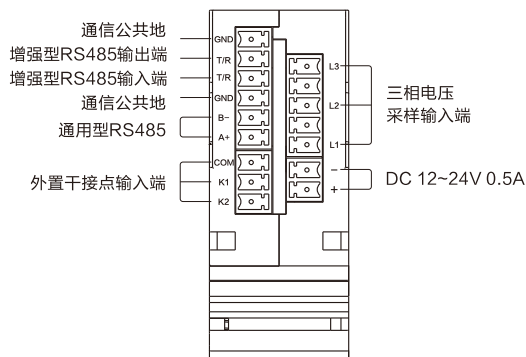 通信公共地
GND
增强型RS485输出端
T/R
增强型RS485输入端
T/R
通信公共地
GND
通用型RS485
B-
A+
外置干接点输入端
COM
K1
K2
L3
L2
L1
三相电压
采样输入端
-
+
DC 12~24V 0.5A